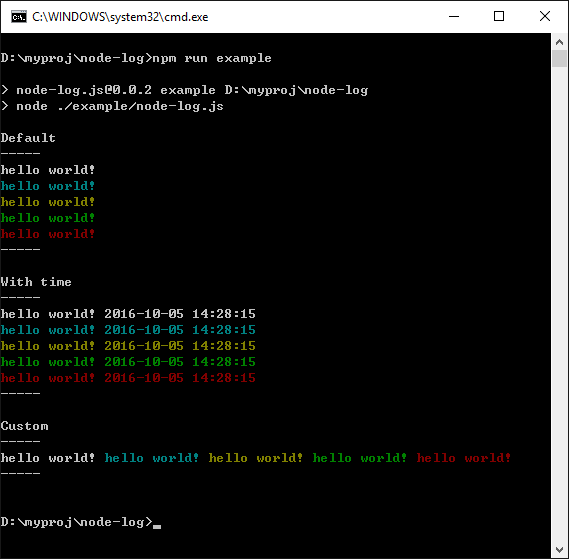 C:\WINDOWS\system32\cmd.exe
D:\myproj\node-log>npm run example
> node-log.js@0.0.2 example D:\myproj\node-log
> node ./example/node-log.js
Default
-----
hello world!
hello world!
hello world!
hello world!
hello world!
-----
With time
-----
hello world! 2016-10-05 14:28:15
hello world! 2016-10-05 14:28:15
hello world! 2016-10-05 14:28:15
hello world! 2016-10-05 14:28:15
hello world! 2016-10-05 14:28:15
-----
Custom
-----
hello world! hello world! hello world! hello world! hello world!
-----
D:\myproj\node-log>_